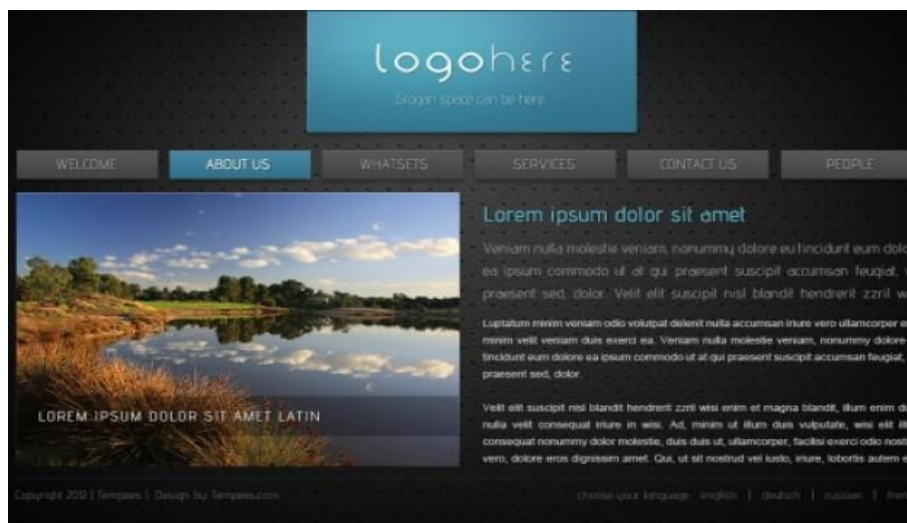 logohere
Slogan space can be here
WELCOME
ABOUT US
WHATSETS
SERVICES
CONTACT US
PEOPLE
Lorem ipsum dolor sit amet
Veniam nulla molestie veniam, nonummy dolore eu tincidunt eum dolo
ea ipsum commodo ut at qui praesent suscipit accumsan feugiat,
praesent sed, dolor. Velit elit suscipit nisl blandit hendrerit zzril w
Luptatum minim veniam odio volutpat delenit nulla accumsan iriure vero ullamcorper e
minim velit veniam duis exerci ea. Veniam nulla molestie veniam, nonummy dolore
tincidunt eum dolore ea ipsum commodo ut at qui praesent suscipit accumsan feugiat,
praesent sed, dolor.
Velit elit suscipit nisl blandit hendrerit zzril wisi enim et magna blandit, illum enim du
nulla velit consequat iriure in wisi. Ad, minim ut illum duis vulputate, wisi elit ill
consequat nonummy dolor molestie, duis duis ut, ullamcorper, facilisi exerci odio nosti
vero, dolore eros dignissim amet. Qui, ut sit nostrud vel iusto, iriure, lobortis autem e
LOREM IPSUM DOLOR SIT AMET LATIN
Copyright 2012 | Tempees | Design by: Tempees.com
choose your language: english | deutsch | russian |